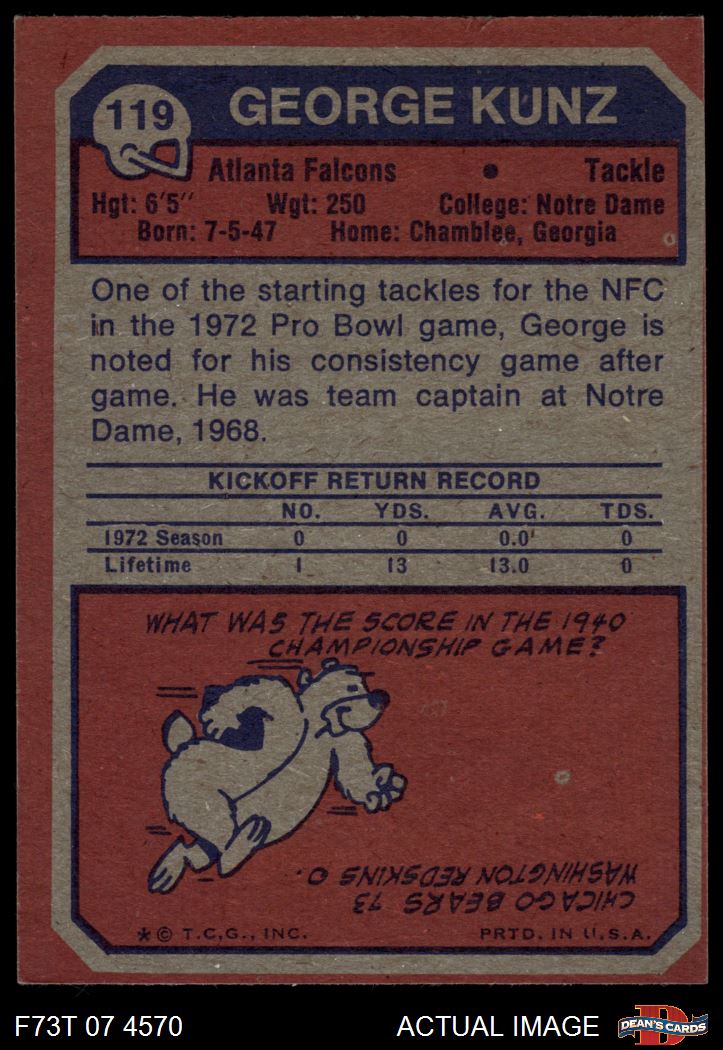 119
GEORGE KUNZ
Atlanta Falcons • Tackle
Hgt: 6'5" Wgt: 250 College: Notre Dame
Born: 7-5-47 Home: Chamblee, Georgia
One of the starting tackles for the NFC
in the 1972 Pro Bowl game, George is
noted for his consistency game after
game. He was team captain at Notre
Dame, 1968.
KICKOFF RETURN RECORD
NO. YDS. AVG. TDS.
1972 Season 0 0 0.0 0
Lifetime 1 13 13.0 0
WHAT WAS THE SCORE IN THE 1940
CHAMPIONSHIP GAME?
CHICAGO BEARS 73
WASHINGTON REDSKINS 0.
* © T.C.G., INC. PRTD. IN U.S.A.
F73T 07 4570 ACTUAL IMAGE D DEAN'S CARDS